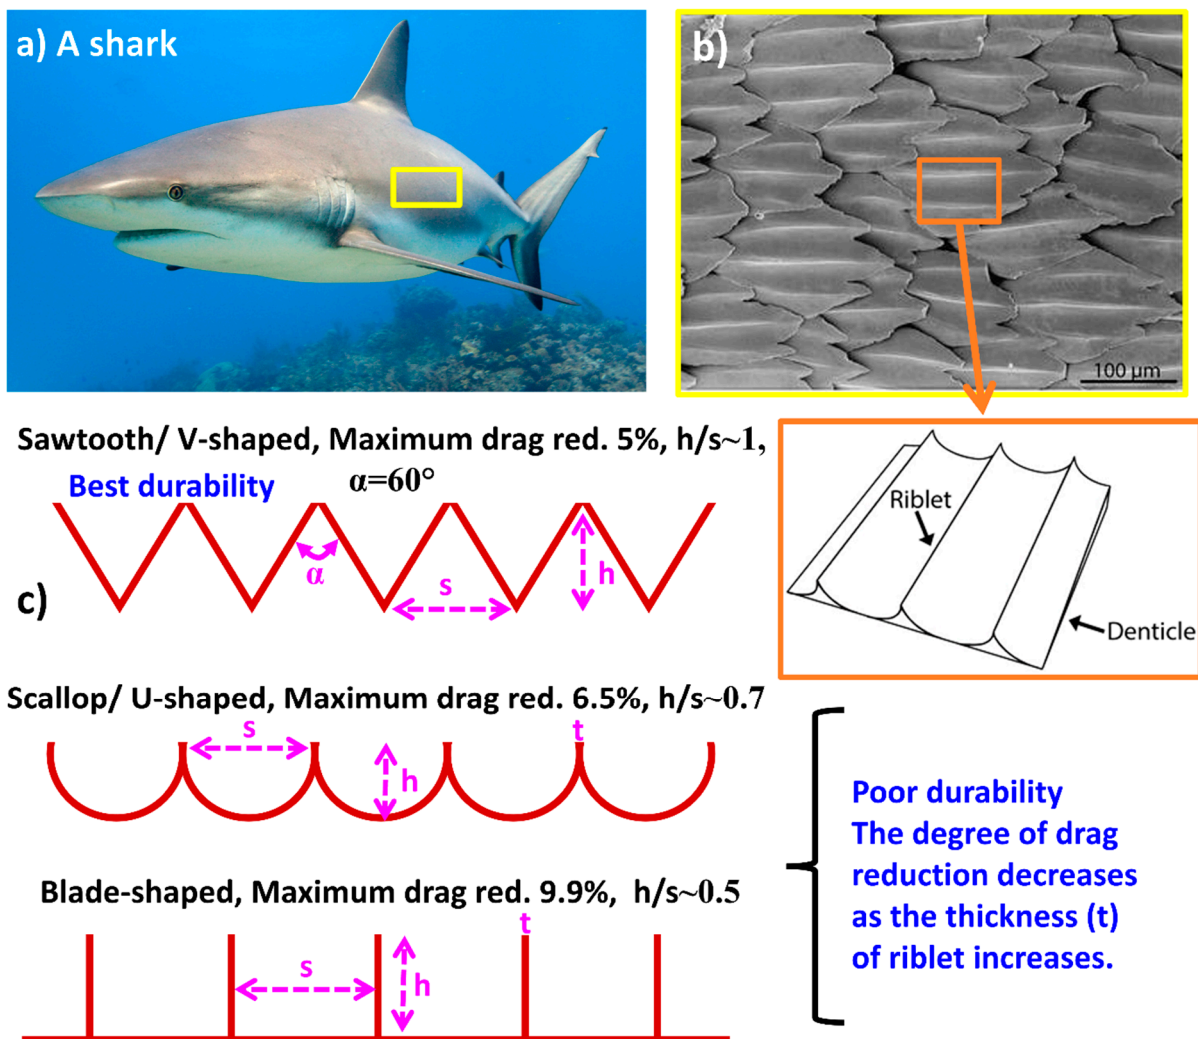 a) A shark
b)
100 µm
Sawtooth/ V-shaped, Maximum drag red. 5%, h/s~1,
α=60°
Best durability
α
s
h
c)
Riblet
Denticle
Scallop/ U-shaped, Maximum drag red. 6.5%, h/s~0.7
s
t
h
Blade-shaped, Maximum drag red. 9.9%, h/s~0.5
t
s
h
Poor durability
The degree of drag
reduction decreases
as the thickness (t)
of riblet increases.